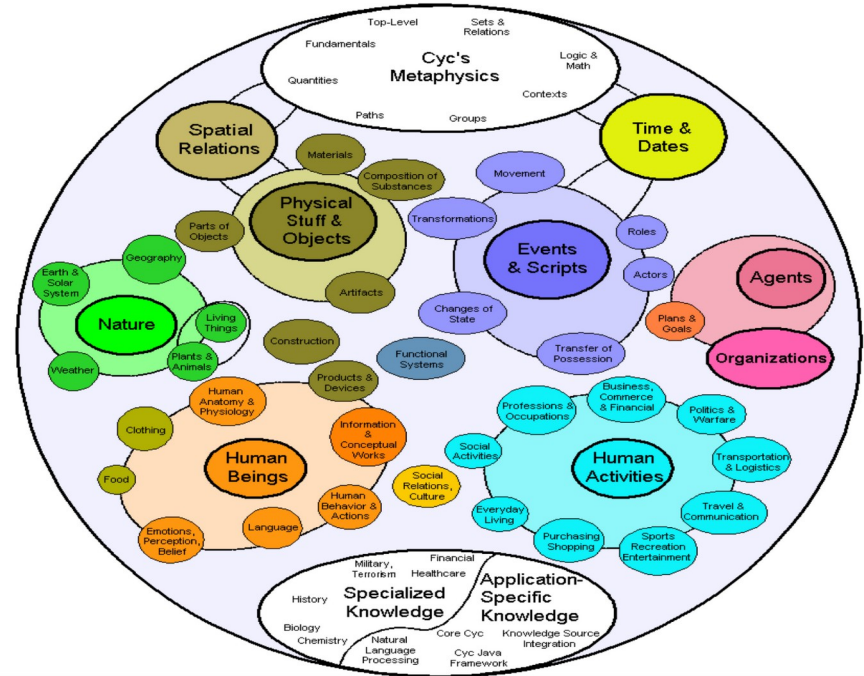 Top-Level
Sets &
Relations
Fundamentals
Cyc's
Metaphysics
Logic &
Math
Quantities
Contexts
Paths
Groups
Spatial
Relations
Time &
Dates
Materials
Composition of
Substances
Physical
Stuff &
Objects
Parts of
Objects
Artifacts
Movement
Transformations
Events
& Scripts
Roles
Actors
Changes of
State
Transfer of
Possession
Agents
Plans &
Goals
Organizations
Earth &
Solar
System
Geography
Nature
Living
Things
Weather
Plants &
Animals
Construction
Functional
Systems
Products &
Devices
Human
Anatomy &
Physiology
Clothing
Information
& Conceptual
Works
Human
Beings
Food
Human
Behavior &
Actions
Emotions,
Perception,
Belief
Language
Social
Relations,
Culture
Professions &
Occupations
Business,
Commerce
& Financial
Politics &
Warfare
Social
Activities
Human
Activities
Transportation
& Logistics
Everyday
Living
Travel &
Communication
Purchasing
Shopping
Sports
Recreation
Entertainment
Military,
Terrorism
Financial
Healthcare
History
Specialized
Knowledge
Biology
Chemistry
Application-
Specific
Knowledge
Natural
Language
Processing
Core Cyc
Cyc Java
Framework
Knowledge Source
Integration